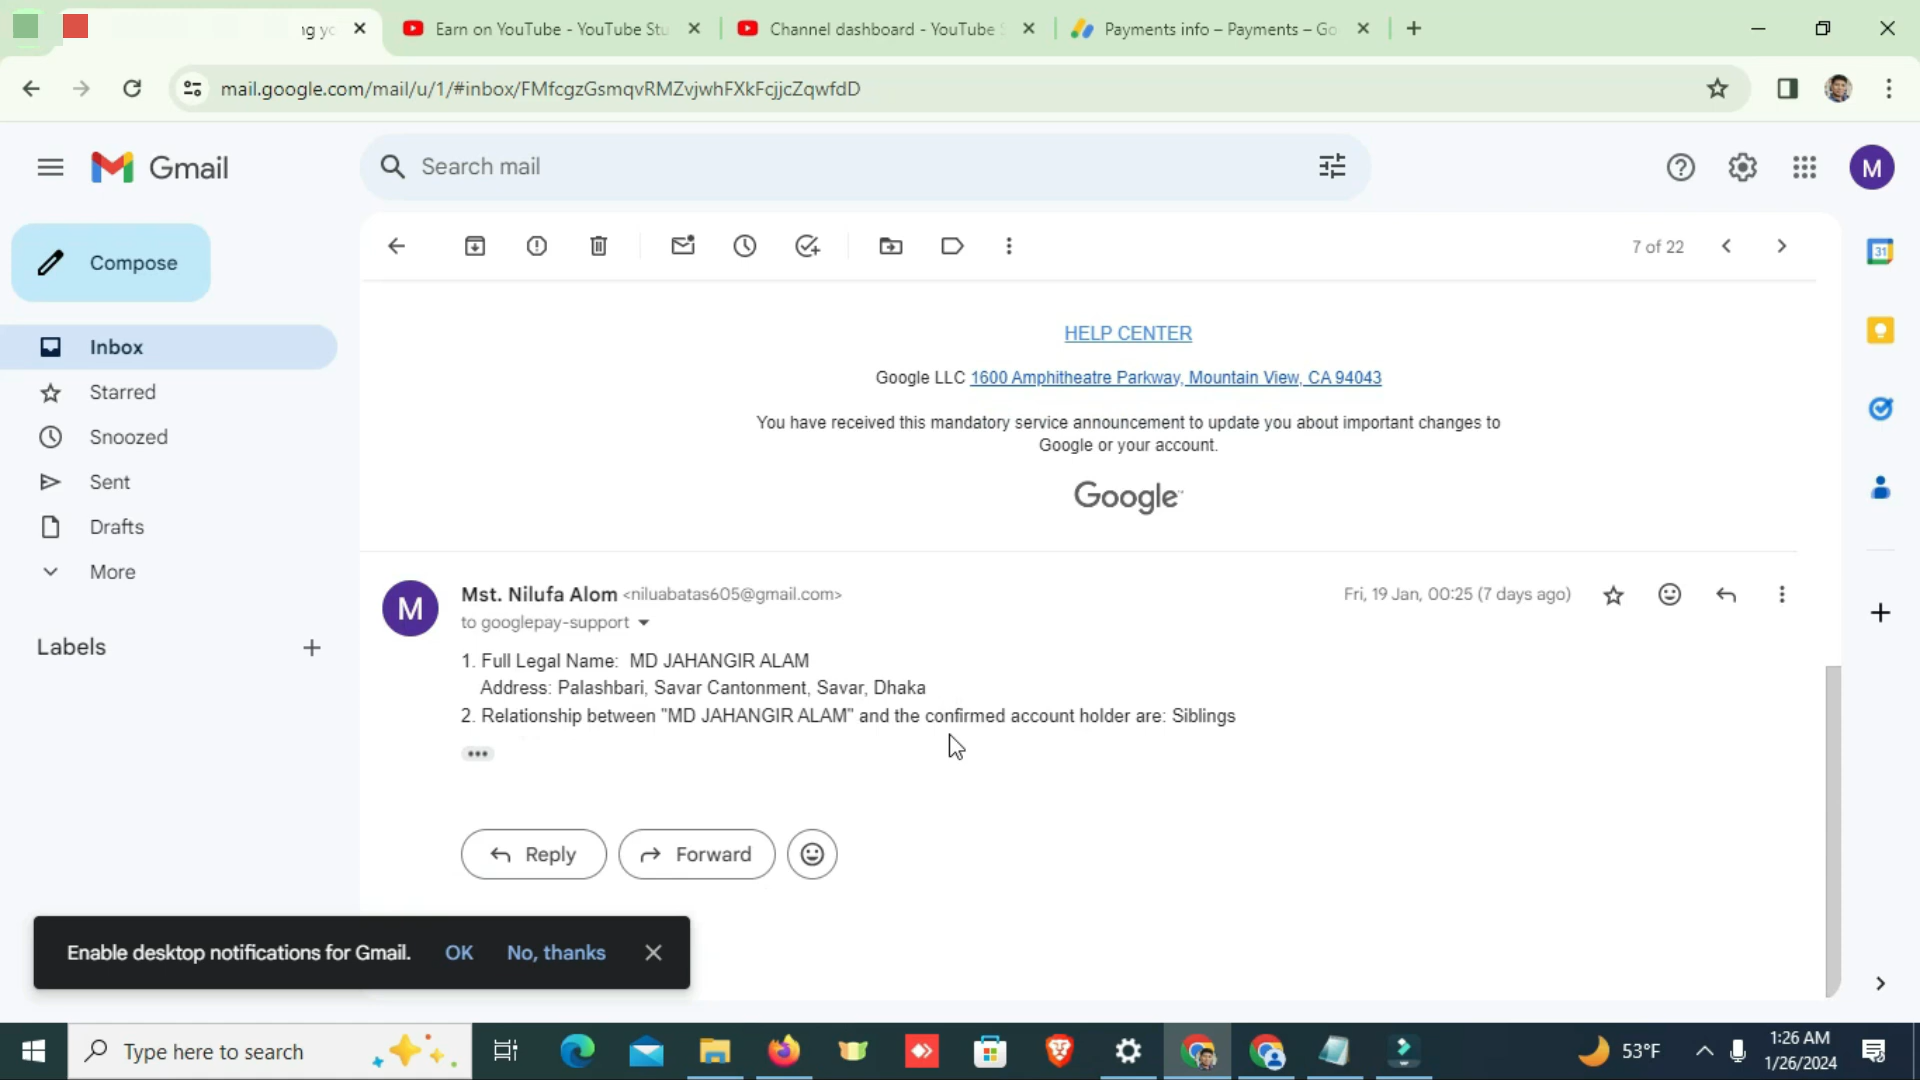 ng yo
Earn on YouTube - YouTube Stu
Channel dashboard - YouTube S
Payments info – Payments – Go
mail.google.com/mail/u/1/#inbox/FMfcgzGsmqvRMZvjwhFXkFcjjcZqwfdD
Gmail
Search mail
M
Compose
7 of 22
31
Inbox
Starred
Snoozed
Sent
Drafts
More
Labels
HELP CENTER
Google LLC 1600 Amphitheatre Parkway, Mountain View, CA 94043
You have received this mandatory service announcement to update you about important changes to
Google or your account.
Google
M
Mst. Nilufa Alom <niluabatas605@gmail.com>
Fri, 19 Jan, 00:25 (7 days ago)
to googlepay-support
1. Full Legal Name: MD JAHANGIR ALAM
Address: Palashbari, Savar Cantonment, Savar, Dhaka
2. Relationship between "MD JAHANGIR ALAM" and the confirmed account holder are: Siblings
Reply
Forward
Enable desktop notifications for Gmail. OK No, thanks
Type here to search
53°F
1:26 AM
1/26/2024